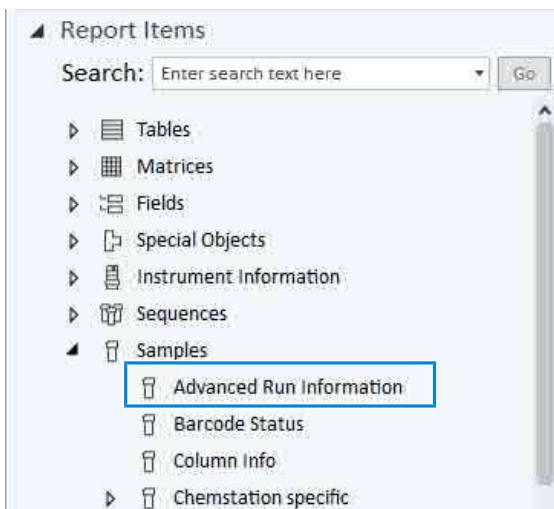 Report Items
Search: Enter search text here Go
Tables
Matrices
Fields
Special Objects
Instrument Information
Sequences
Samples
Advanced Run Information
Barcode Status
Column Info
Chemstation specific